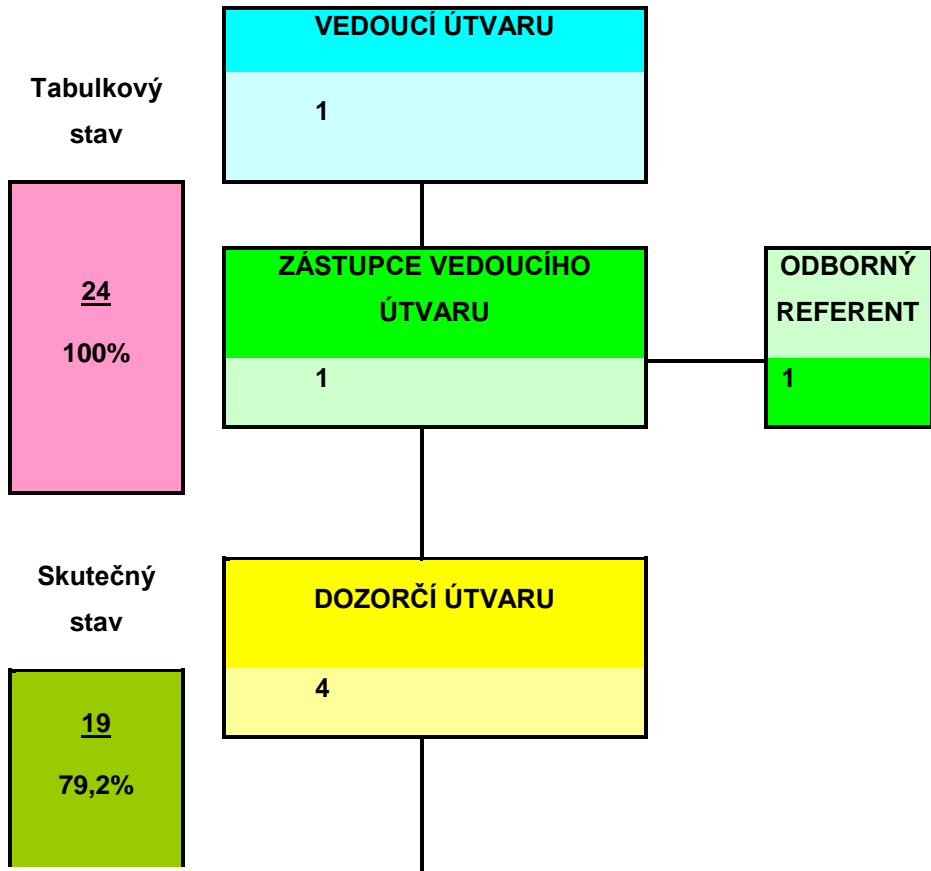 VEDOUCÍ ÚTVARU
1
Tabulkový
stav
24
100%
ZÁSTUPCE VEDOUCÍHO
ÚTVARU
1
ODBORNÝ
REFERENT
1
Skutečný
stav
19
79,2%
DOZORČÍ ÚTVARU
4